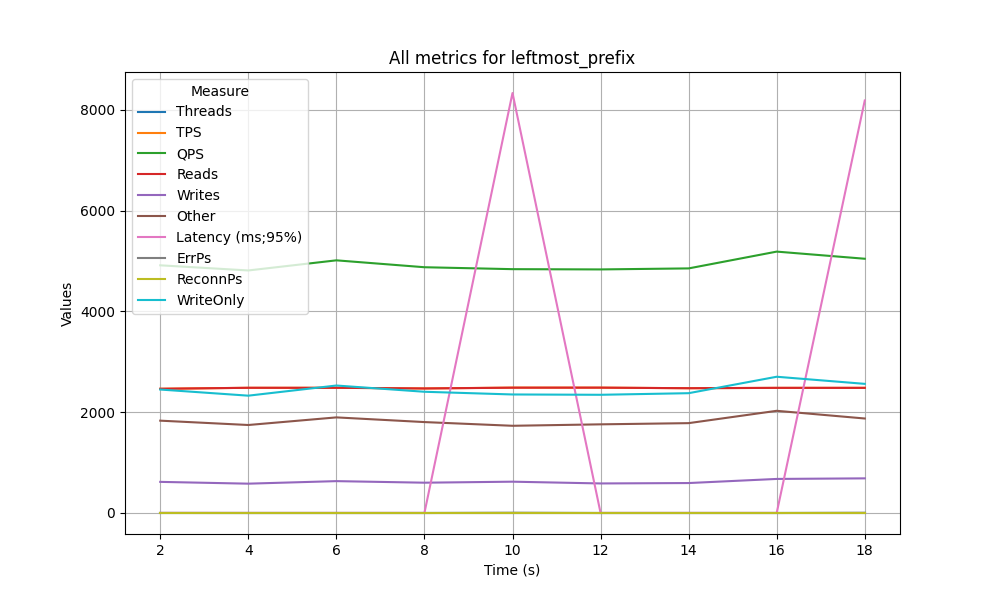 All metrics for leftmost_prefix
Measure
Threads
TPS
QPS
Reads
Writes
Other
Latency (ms;95%)
ErrPs
ReconnPs
WriteOnly
8000
6000
4000
2000
0
Values
2 4 6 8 10 12 14 16 18
Time (s)